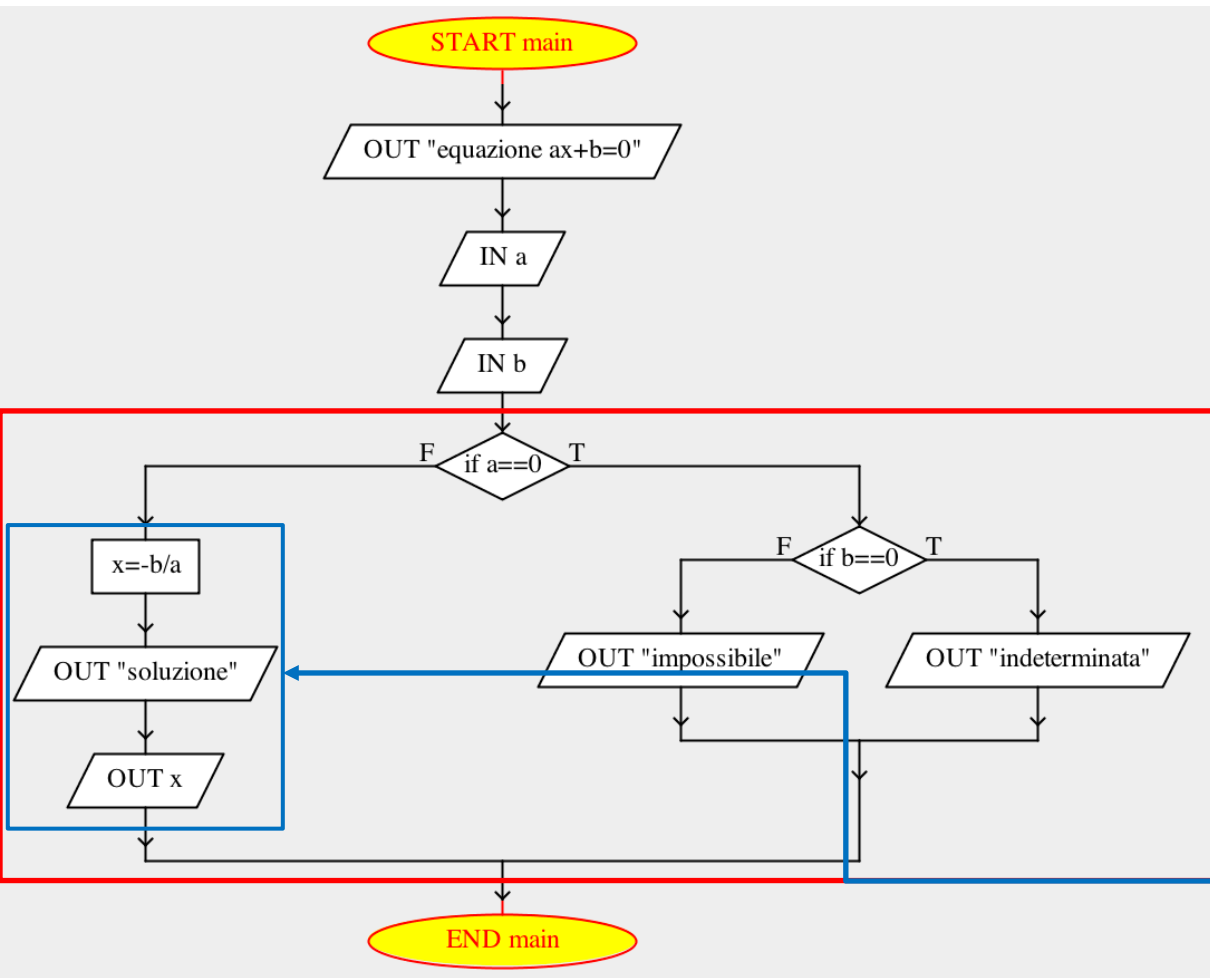 START main
OUT "equazione ax+b=0"
IN a
IN b
F
if a==0
T
x=-b/a
OUT "soluzione"
OUT x
F
if b==0
T
OUT "impossibile"
OUT "indeterminata"
END main